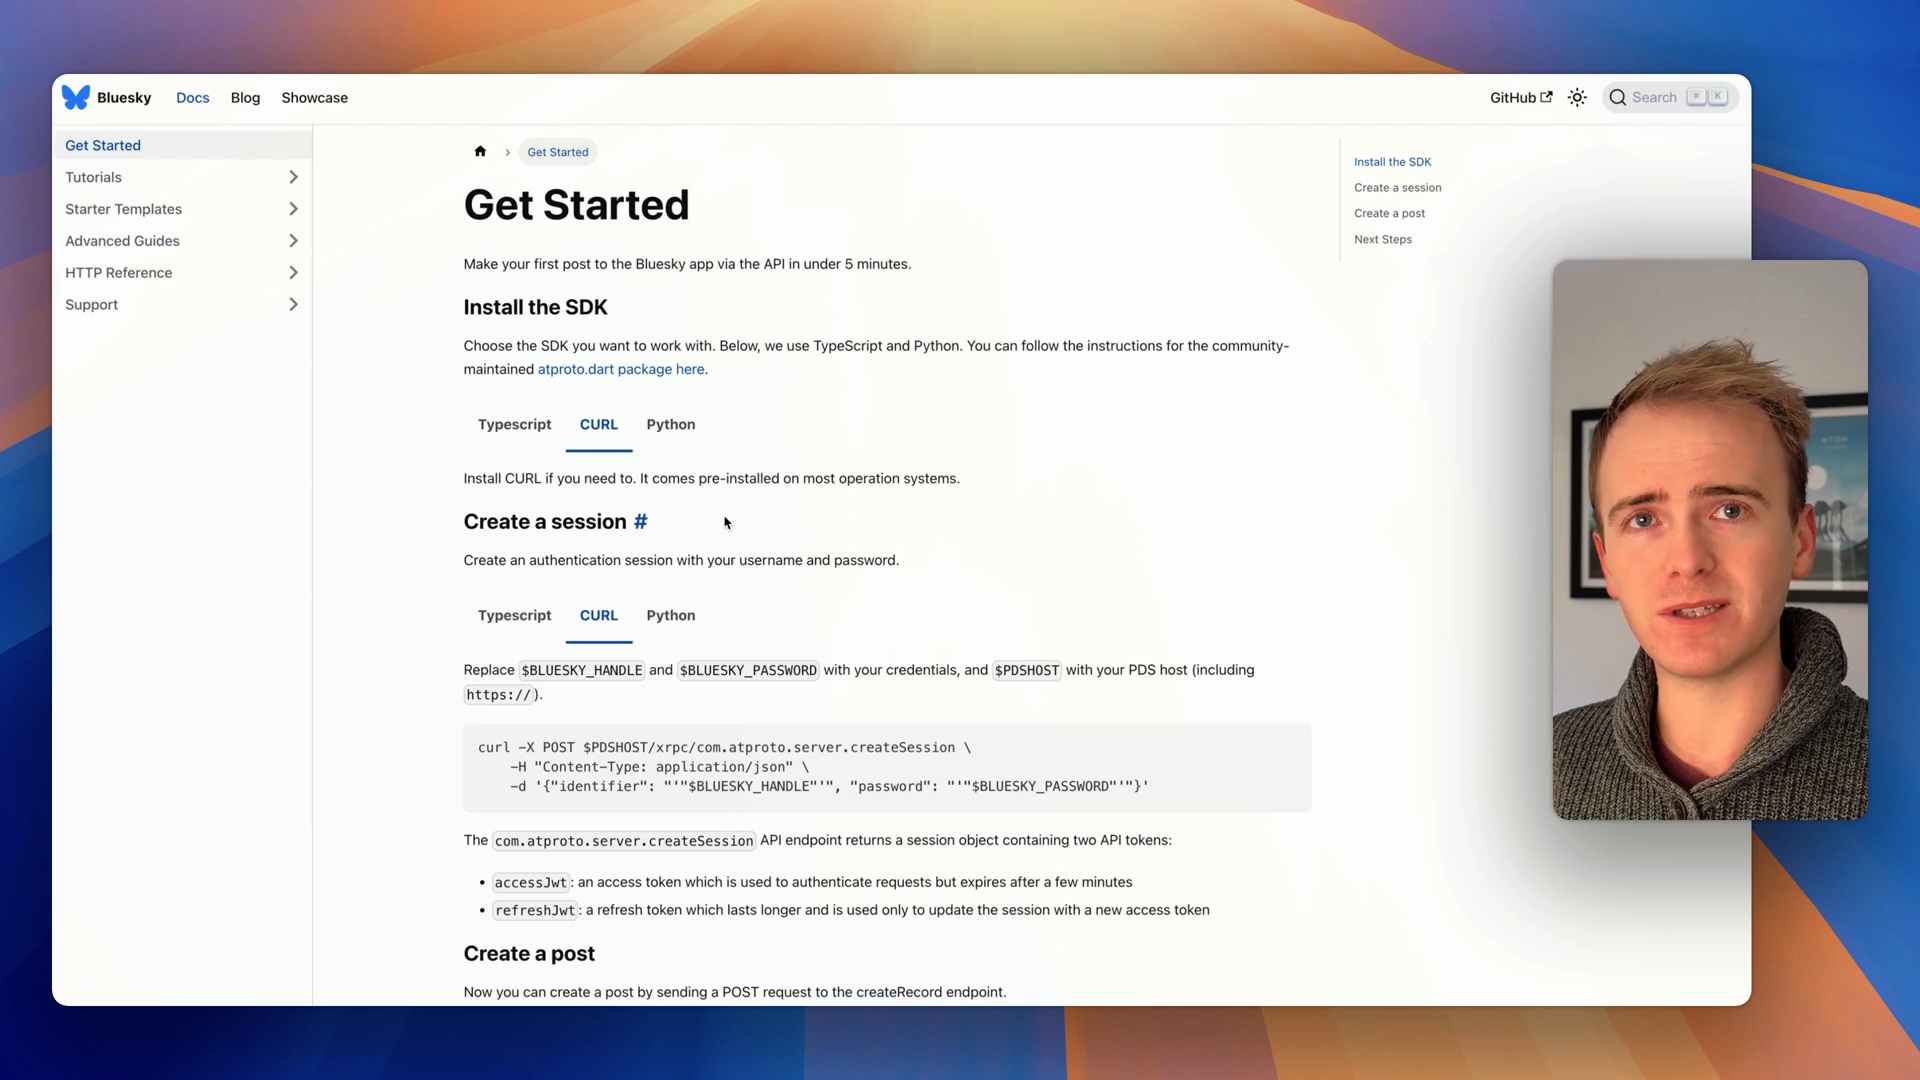 Bluesky Docs Blog Showcase GitHub Search ⌘ K
Get Started
Tutorials
Starter Templates
Advanced Guides
HTTP Reference
Support
Get Started
Get Started
Make your first post to the Bluesky app via the API in under 5 minutes.
Install the SDK
Choose the SDK you want to work with. Below, we use TypeScript and Python. You can follow the instructions for the community-
maintained atproto.dart package here.
Typescript CURL Python
Install CURL if you need to. It comes pre-installed on most operation systems.
Create a session #
Create an authentication session with your username and password.
Typescript CURL Python
Replace $BLUESKY_HANDLE and $BLUESKY_PASSWORD with your credentials, and $PDSHOST with your PDS host (including
https://).
curl -X POST $PDSHOST/xrpc/com.atproto.server.createSession \
-H "Content-Type: application/json" \
-d '{"identifier": "'"$BLUESKY_HANDLE"'", "password": "'"$BLUESKY_PASSWORD"'"}'
The com.atproto.server.createSession API endpoint returns a session object containing two API tokens:
• accessJwt: an access token which is used to authenticate requests but expires after a few minutes
• refreshJwt: a refresh token which lasts longer and is used only to update the session with a new access token
Create a post
Now you can create a post by sending a POST request to the createRecord endpoint.
Install the SDK
Create a session
Create a post
Next Steps